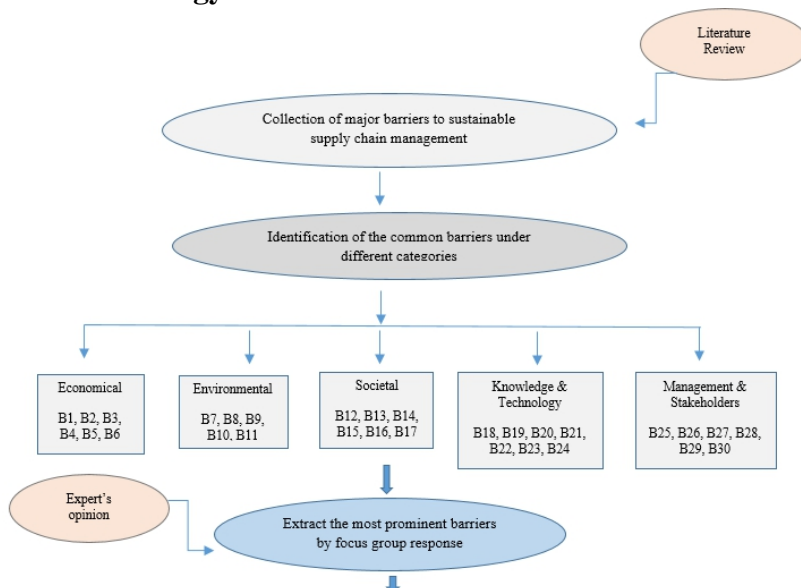 Literature
Review
Collection of major barriers to sustainable
supply chain management
Identification of the common barriers under
different categories
Economical
B1, B2, B3,
B4, B5, B6
Environmental
B7, B8, B9,
B10, B11
Societal
B12, B13, B14,
B15, B16, B17
Knowledge &
Technology
B18, B19, B20, B21,
B22, B23, B24
Management &
Stakeholders
B25, B26, B27, B28,
B29, B30
Expert's
opinion
Extract the most prominent barriers
by focus group response